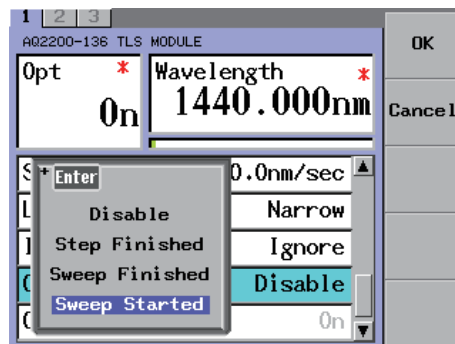 1 2 3
AQ2200-136 TLS MODULE
OK
Opt *
Wavelength *
On
1440.000nm
Cancel
S
0.0nm/sec
+ Enter
L
Narrow
Disable
Step Finished
Ignore
Sweep Finished
Disable
Sweep Started
On